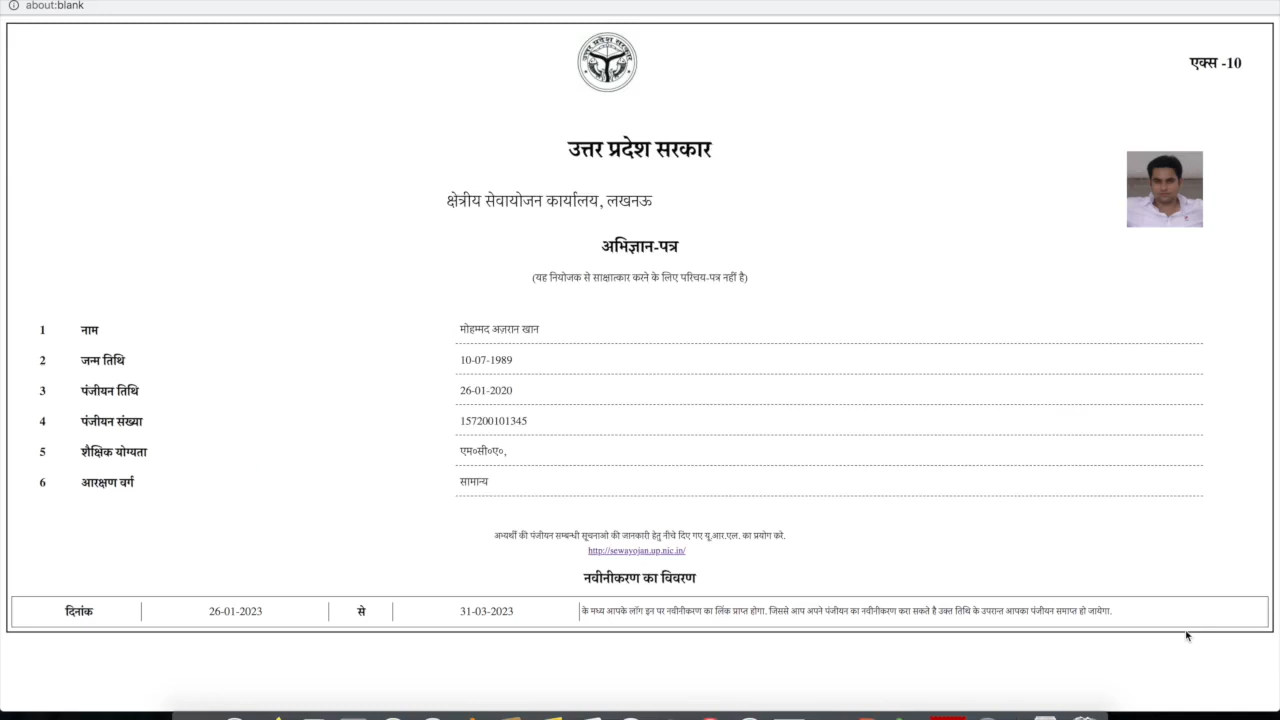 about:blank
उत्तर प्रदेश सरकार
एक्स -10
उत्तर प्रदेश सरकार
क्षेत्रीय सेवायोजन कार्यालय, लखनऊ
अभिज्ञान-पत्र
(यह नियोजक से साक्षात्कार करने के लिए परिचय-पत्र नहीं है)
1 नाम मोहम्मद अज़रान खान
2 जन्म तिथि 10-07-1989
3 पंजीयन तिथि 26-01-2020
4 पंजीयन संख्या 157200101345
5 शैक्षिक योग्यता एम०सी०ए०,
6 आरक्षण वर्ग सामान्य
अभ्यर्थी की पंजीयन सम्बन्धी सूचनाओ की जानकारी हेतु नीचे दिए गए यू.आर.एल. का प्रयोग करे.
http://sewayojan.up.nic.in/
नवीनीकरण का विवरण
दिनांक 26-01-2023 से 31-03-2023 के मध्य आपके लॉग इन पर नवीनीकरण का लिंक प्राप्त होगा. जिससे आप अपने पंजीयन का नवीनीकरण करा सकते है उक्त तिथि के उपरान्त आपका पंजीयन समाप्त हो जायेगा.